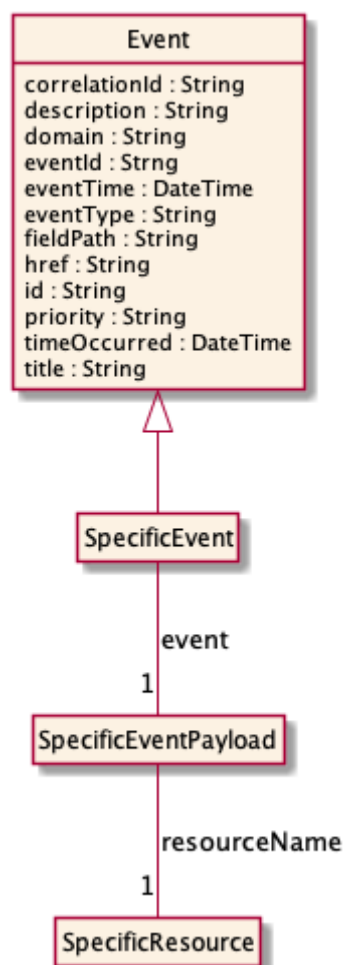 Event
correlationId : String
description : String
domain : String
eventId : Strng
eventTime : DateTime
eventType : String
fieldPath : String
href : String
id : String
priority : String
timeOccurred : DateTime
title : String
SpecificEvent
event
1
SpecificEventPayload
resourceName
1
SpecificResource